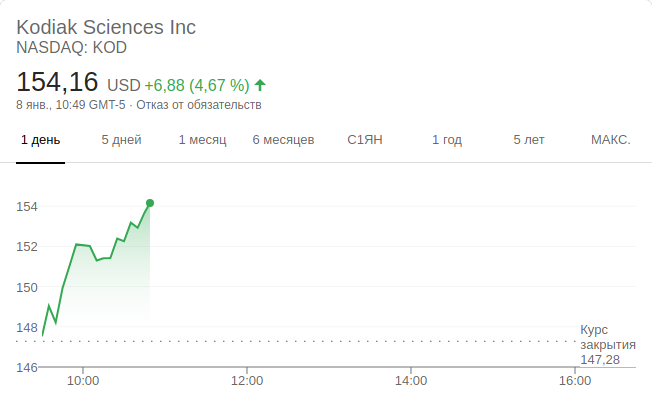 Kodiak Sciences Inc
NASDAQ: KOD
154,16 USD +6,88 (4,67 %)
8 янв., 10:49 GMT-5 · Отказ от обязательств
1 день 5 дней 1 месяц 6 месяцев С1ЯН 1 год 5 лет МАКС.
154
152
150
148
146
Курс
закрытия
147,28
10:00 12:00 14:00 16:00